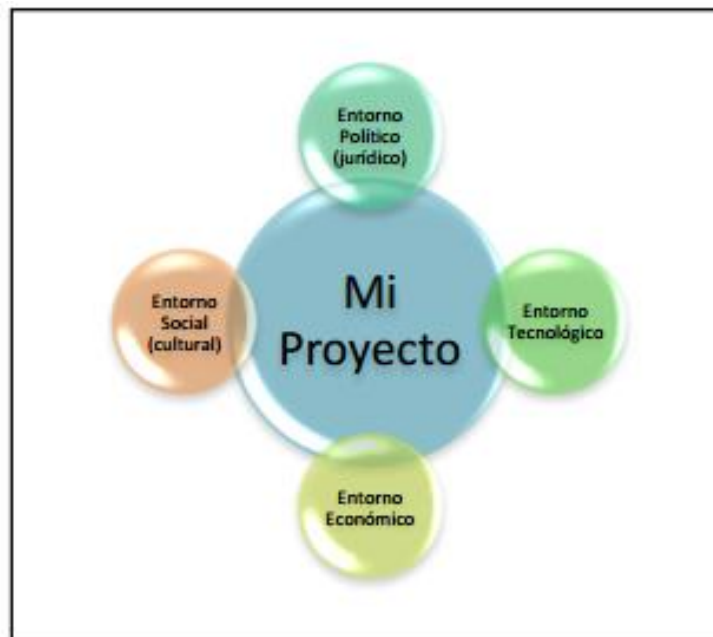 Entorno
Político
(jurídico)
Mi
Proyecto
Entorno
Social
(cultural)
Entorno
Tecnológico
Entorno
Económico